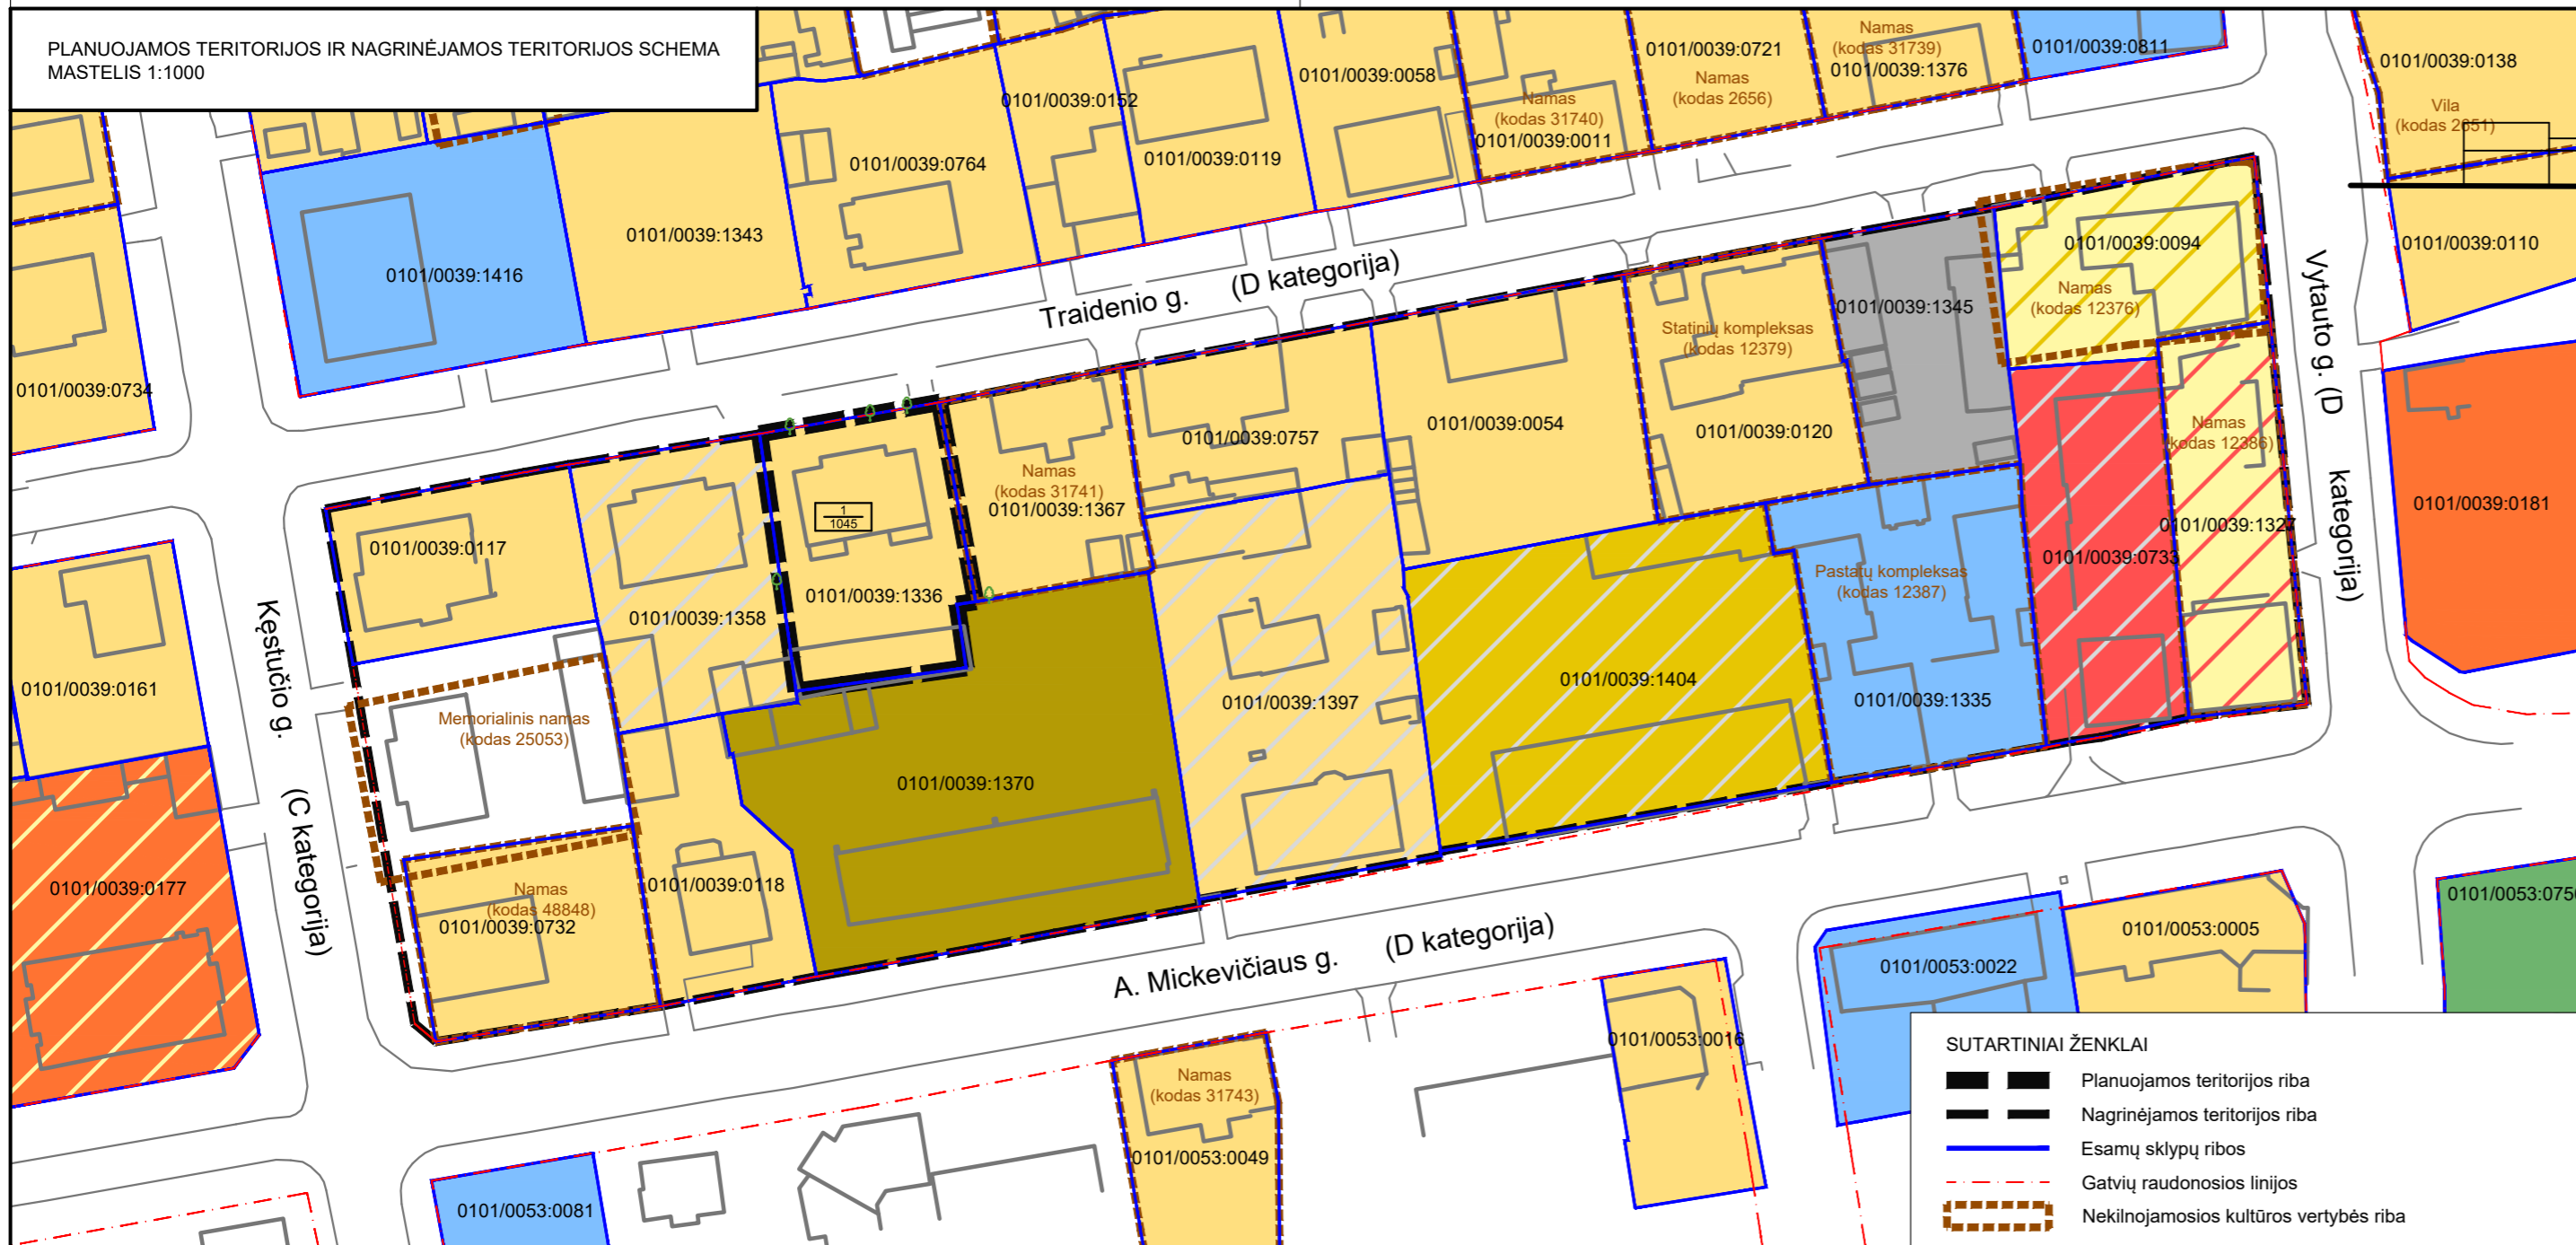 PLANUOJAMOS TERITORIJOS IR NAGRINĖJAMOS TERITORIJOS SCHEMA
MASTELIS 1:1000
0101/0039:0152
0101/0039:0058
0101/0039:0721
Namas
(kodas 2656)
Namas
(kodas 31739)
0101/0039:1376
0101/0039:0811
0101/0039:0138
Vila
(kodas 2651)
Namas
(kodas 31740)
0101/0039:0011
0101/0039:0764
0101/0039:0119
0101/0039:1343
0101/0039:1416
0101/0039:0094
0101/0039:0110
Namas
(kodas 12376)
Traidenio g. (D kategorija)
Vytauto g. (D kategorija)
0101/0039:1345
Statinių kompleksas
(kodas 12379)
0101/0039:0120
0101/0039:0734
0101/0039:0757
0101/0039:0054
Namas
(kodas 12386)
0101/0039:1327
0101/0039:0181
Namas
(kodas 31741)
0101/0039:1367
1
1045
0101/0039:0117
0101/0039:1358
0101/0039:1336
0101/0039:0733
Pastatų kompleksas
(kodas 12387)
0101/0039:1335
0101/0039:0161
Kęstučio g. (C kategorija)
Memorialinis namas
(kodas 25053)
0101/0039:1397
0101/0039:1404
0101/0039:1370
0101/0039:0177
Namas
(kodas 48848)
0101/0039:0732
0101/0039:0118
A. Mickevičiaus g. (D kategorija)
0101/0053:0005
0101/0053:0022
0101/0053:0016
Namas
(kodas 31743)
0101/0053:0049
0101/0053:0081
SUTARTINIAI ŽENKLAI
Planuojamos teritorijos riba
Nagrinėjamos teritorijos riba
Esamų sklypų ribos
Gatvių raudonosios linijos
Nekilnojamosios kultūros vertybės riba